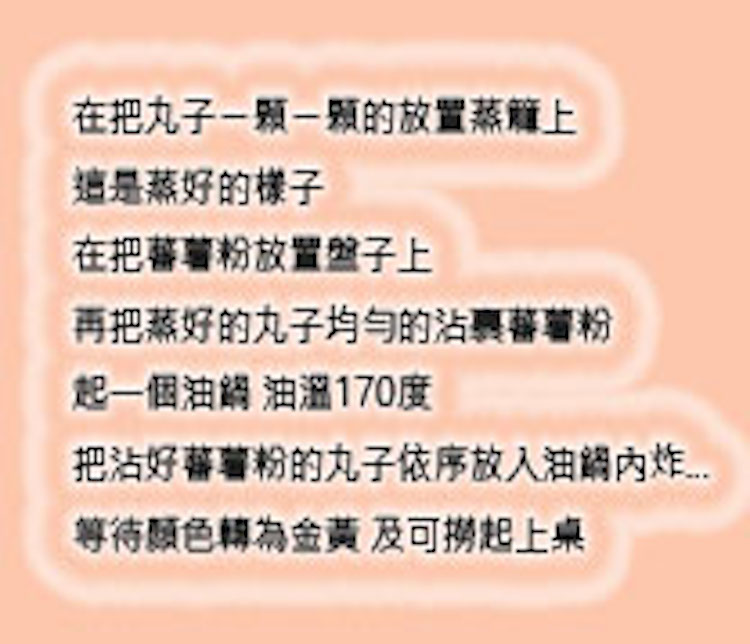 在把丸子一顆一顆的放置蒸籠上
這是蒸好的樣子
在把蕃薯粉放置盤子上
再把蒸好的丸子均勻的沾裹蕃薯粉
起一個油鍋 油溫170度
把沾好蕃薯粉的丸子依序放入油鍋內炸...
等待顏色轉為金黃 及可撈起上桌